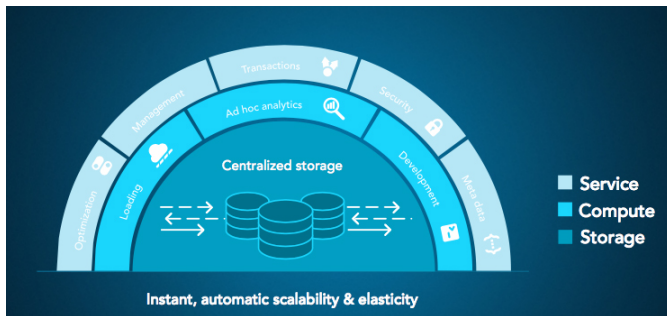 Optimization
Management
Transactions
Security
Meta data
Loading
Ad hoc analytics
Development
Centralized storage
Instant, automatic scalability & elasticity
Service
Compute
Storage